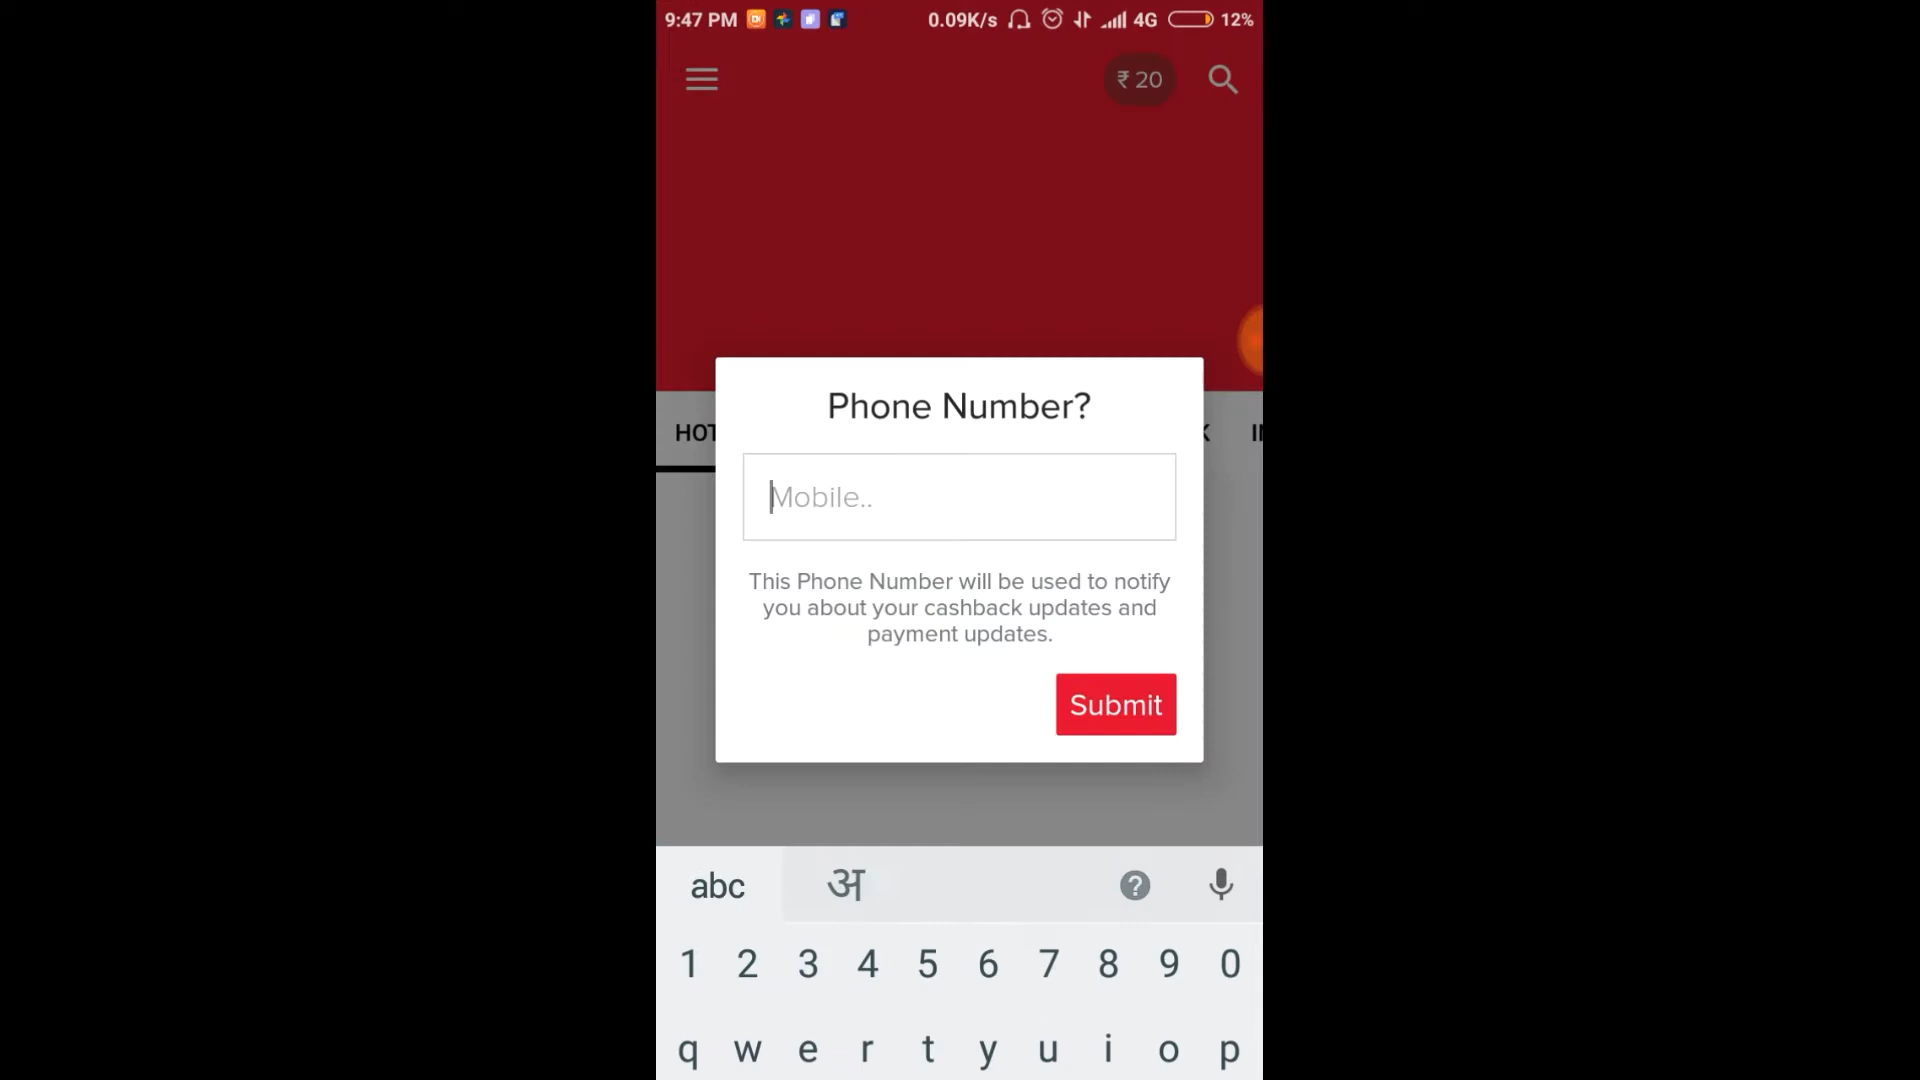 9:47 PM 0.09K/s 4G 12%
₹ 20
HOT
K
Phone Number?
Mobile..
This Phone Number will be used to notify
you about your cashback updates and
payment updates.
Submit
abc अ ?
1 2 3 4 5 6 7 8 9 0
q w e r t y u i o p